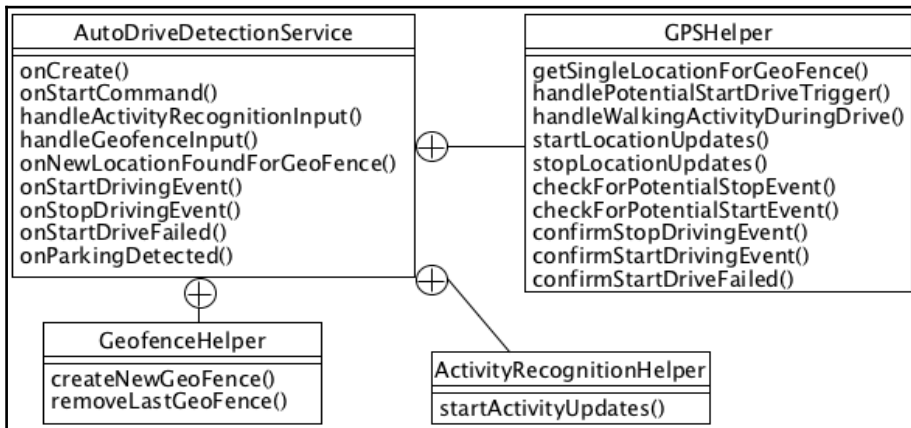 AutoDriveDetectionService
onCreate()
onStartCommand()
handleActivityRecognitionInput()
handleGeofenceInput()
onNewLocationFoundForGeoFence()
onStartDrivingEvent()
onStopDrivingEvent()
onStartDriveFailed()
onParkingDetected()
GPSHelper
getSingleLocationForGeoFence()
handlePotentialStartDriveTrigger()
handleWalkingActivityDuringDrive()
startLocationUpdates()
stopLocationUpdates()
checkForPotentialStopEvent()
checkForPotentialStartEvent()
confirmStopDrivingEvent()
confirmStartDrivingEvent()
confirmStartDriveFailed()
GeofenceHelper
createNewGeoFence()
removeLastGeoFence()
ActivityRecognitionHelper
startActivityUpdates()